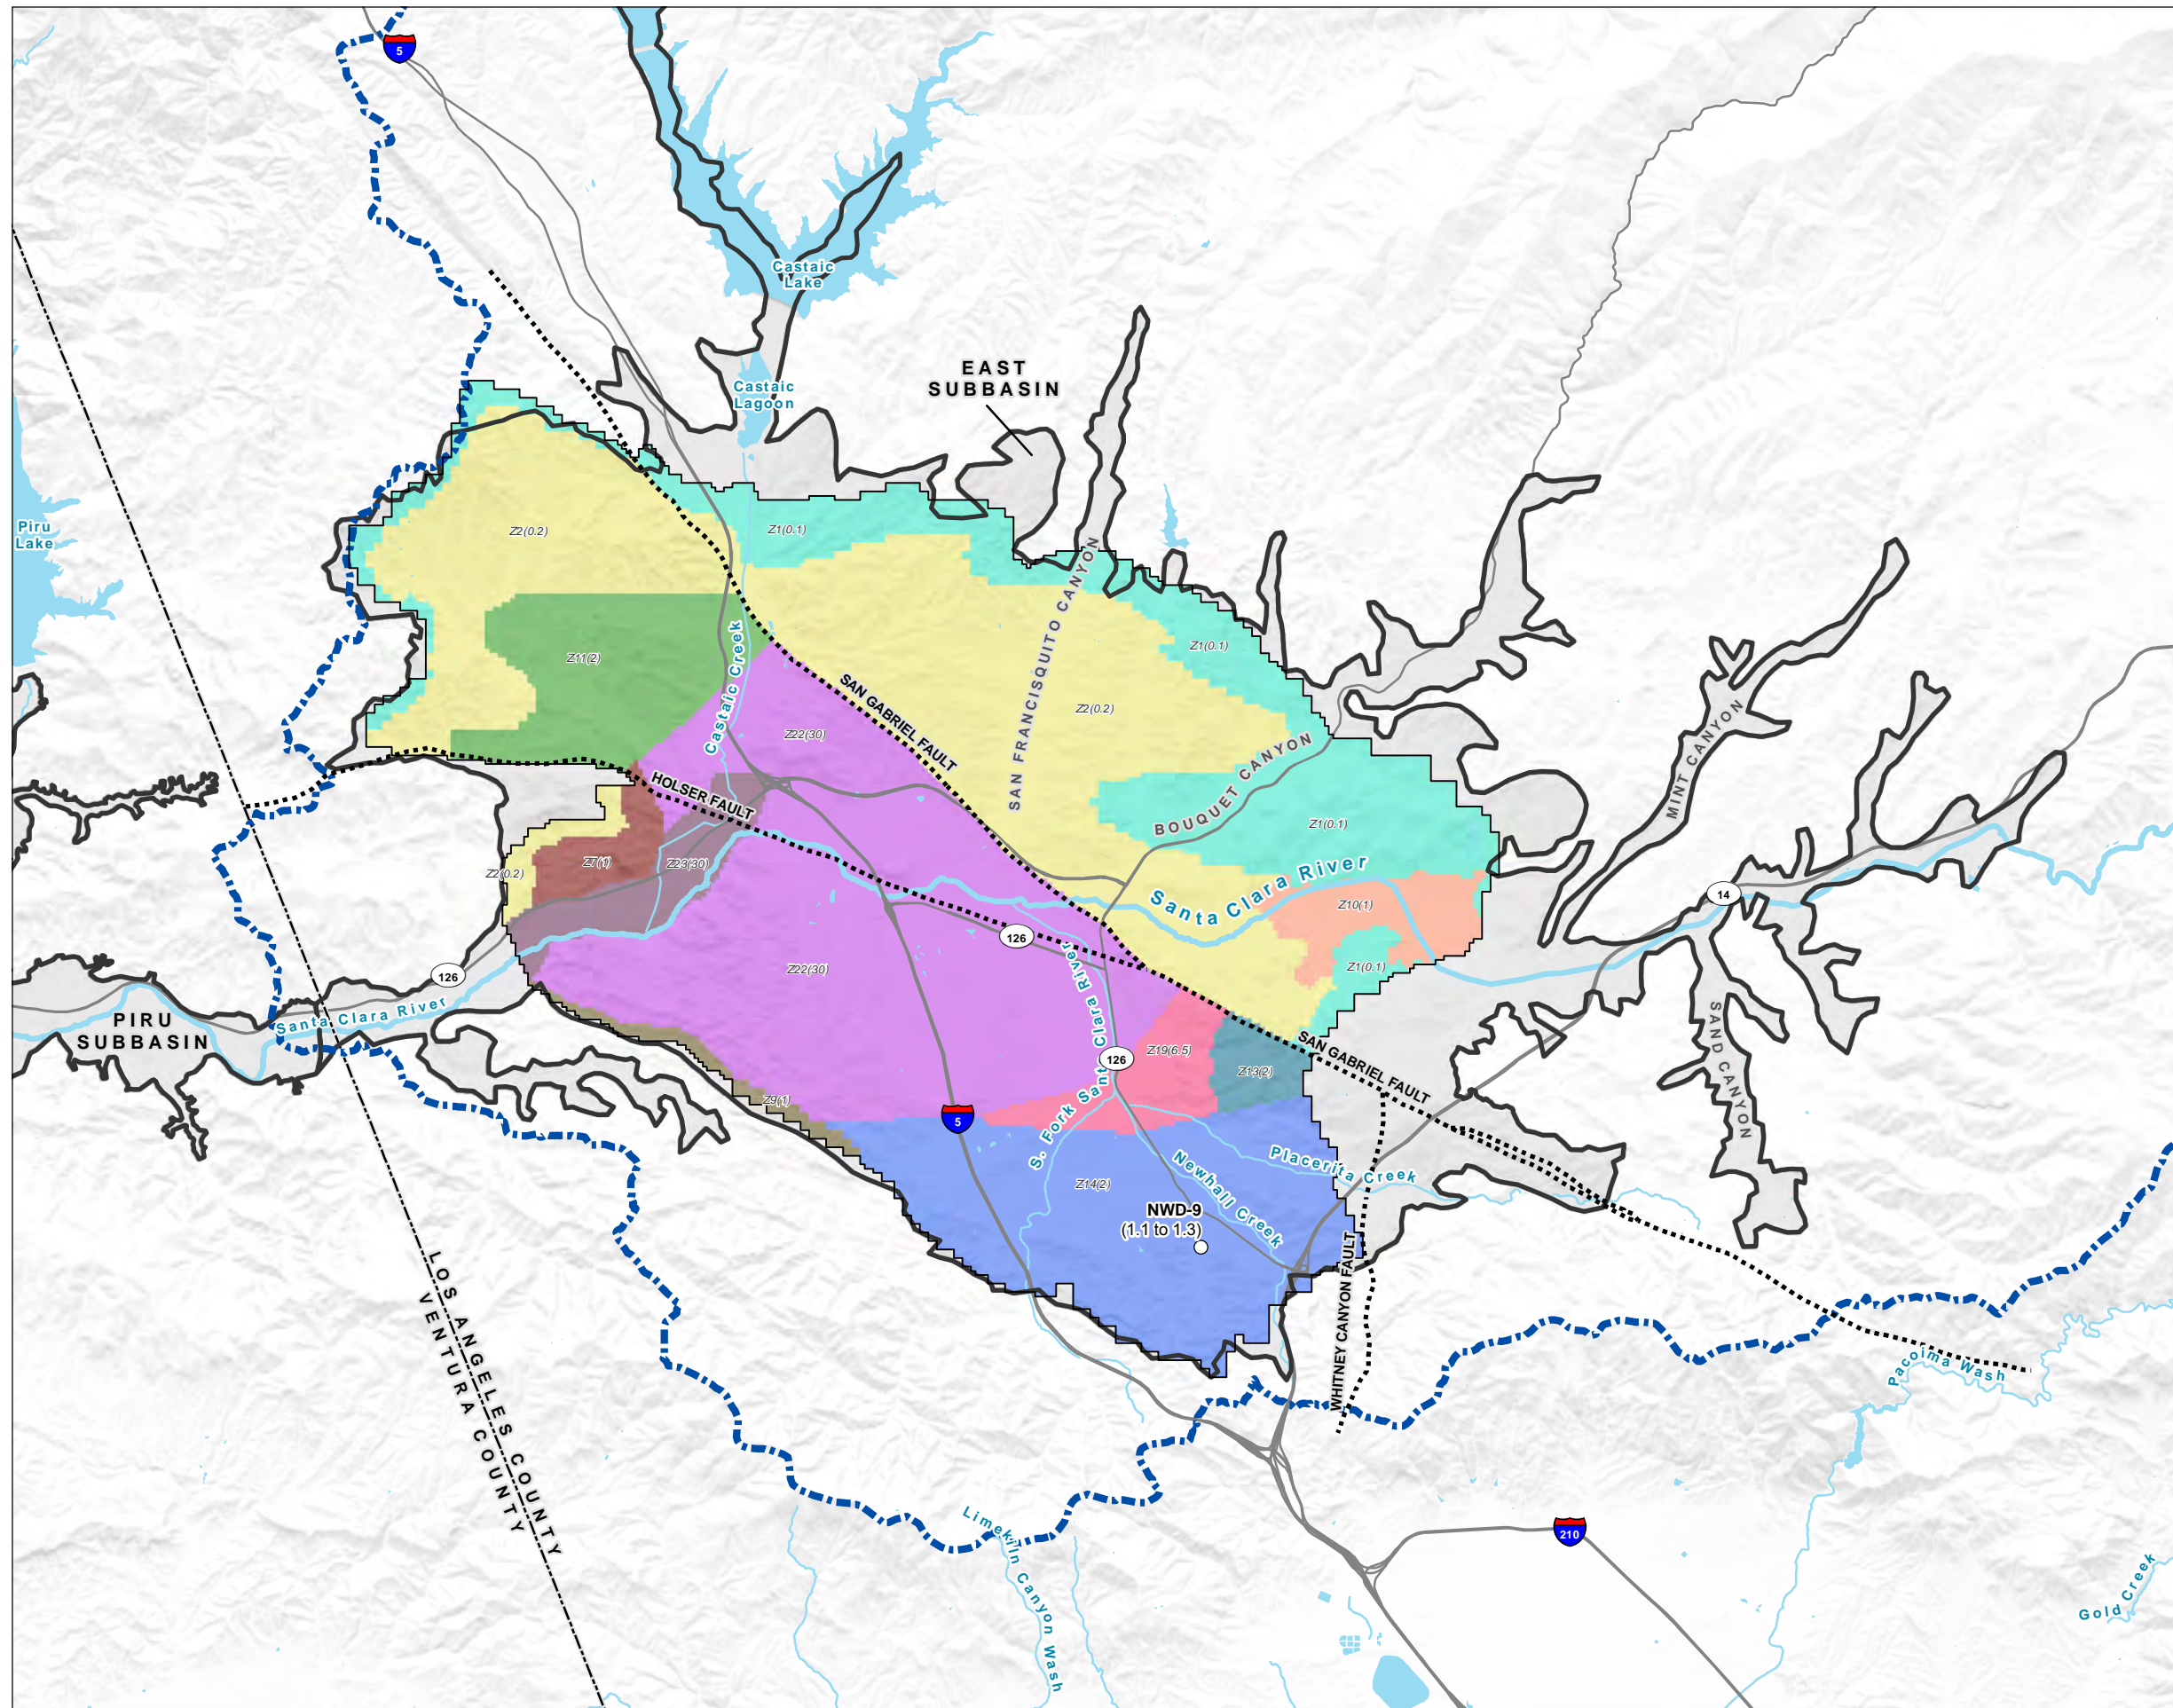 5
Castaic
Lake
EAST
SUBBASIN
Castaic
Lagoon
Piru
Lake
Z2(0.2)
Z1(0.1)
SAN FRANCISQUITO CANYON
Z1(0.1)
Z11(2)
Castaic Creek
SAN GABRIEL FAULT
Z2(0.2)
Z22(30)
BOUQUET CANYON
MINT CANYON
HOLSER FAULT
Z1(0.1)
Z7(1)
Z23(30)
Z2(0.2)
Santa Clara River
Z10(1)
14
126
126
Z22(30)
Z1(0.1)
S. Fork Santa Clara River
PIRU
SUBBASIN
Santa Clara River
SAND CANYON
Z19(6.5)
126
Z13(2)
SAN GABRIEL FAULT
Z9(1)
5
Z14(2)
Newhall Creek
Placerita Creek
NWD-9
(1.1 to 1.3)
WHITNEY CANYON FAULT
LOS ANGELES COUNTY
VENTURA COUNTY
Pacoima Wash
Limekiln Canyon Wash
210
Gold Creek